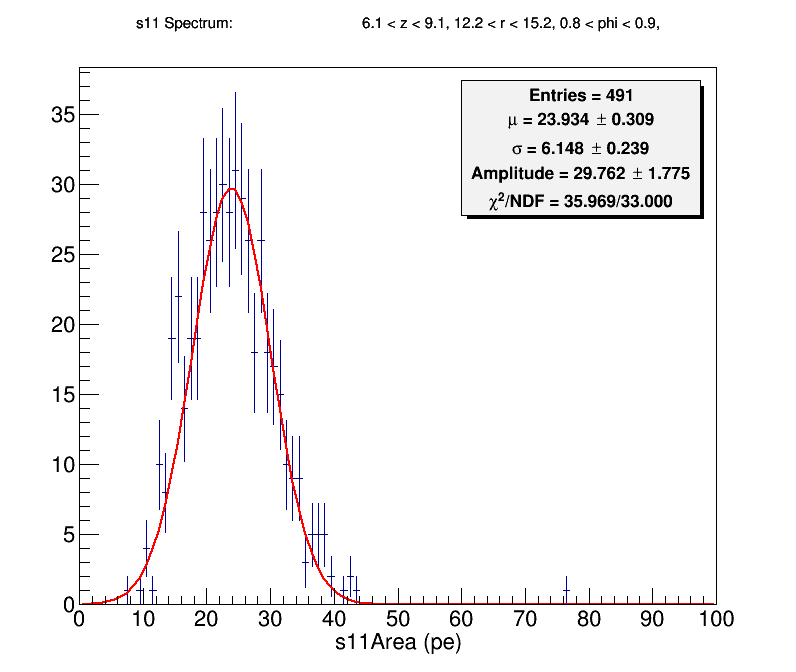 s11 Spectrum: 6.1 < z < 9.1, 12.2 < r < 15.2, 0.8 < phi < 0.9,
Entries = 491
μ = 23.934 ± 0.309
σ = 6.148 ± 0.239
Amplitude = 29.762 ± 1.775
χ²/NDF = 35.969/33.000
35
30
25
20
15
10
5
0
0 10 20 30 40 50 60 70 80 90 100
s11Area (pe)